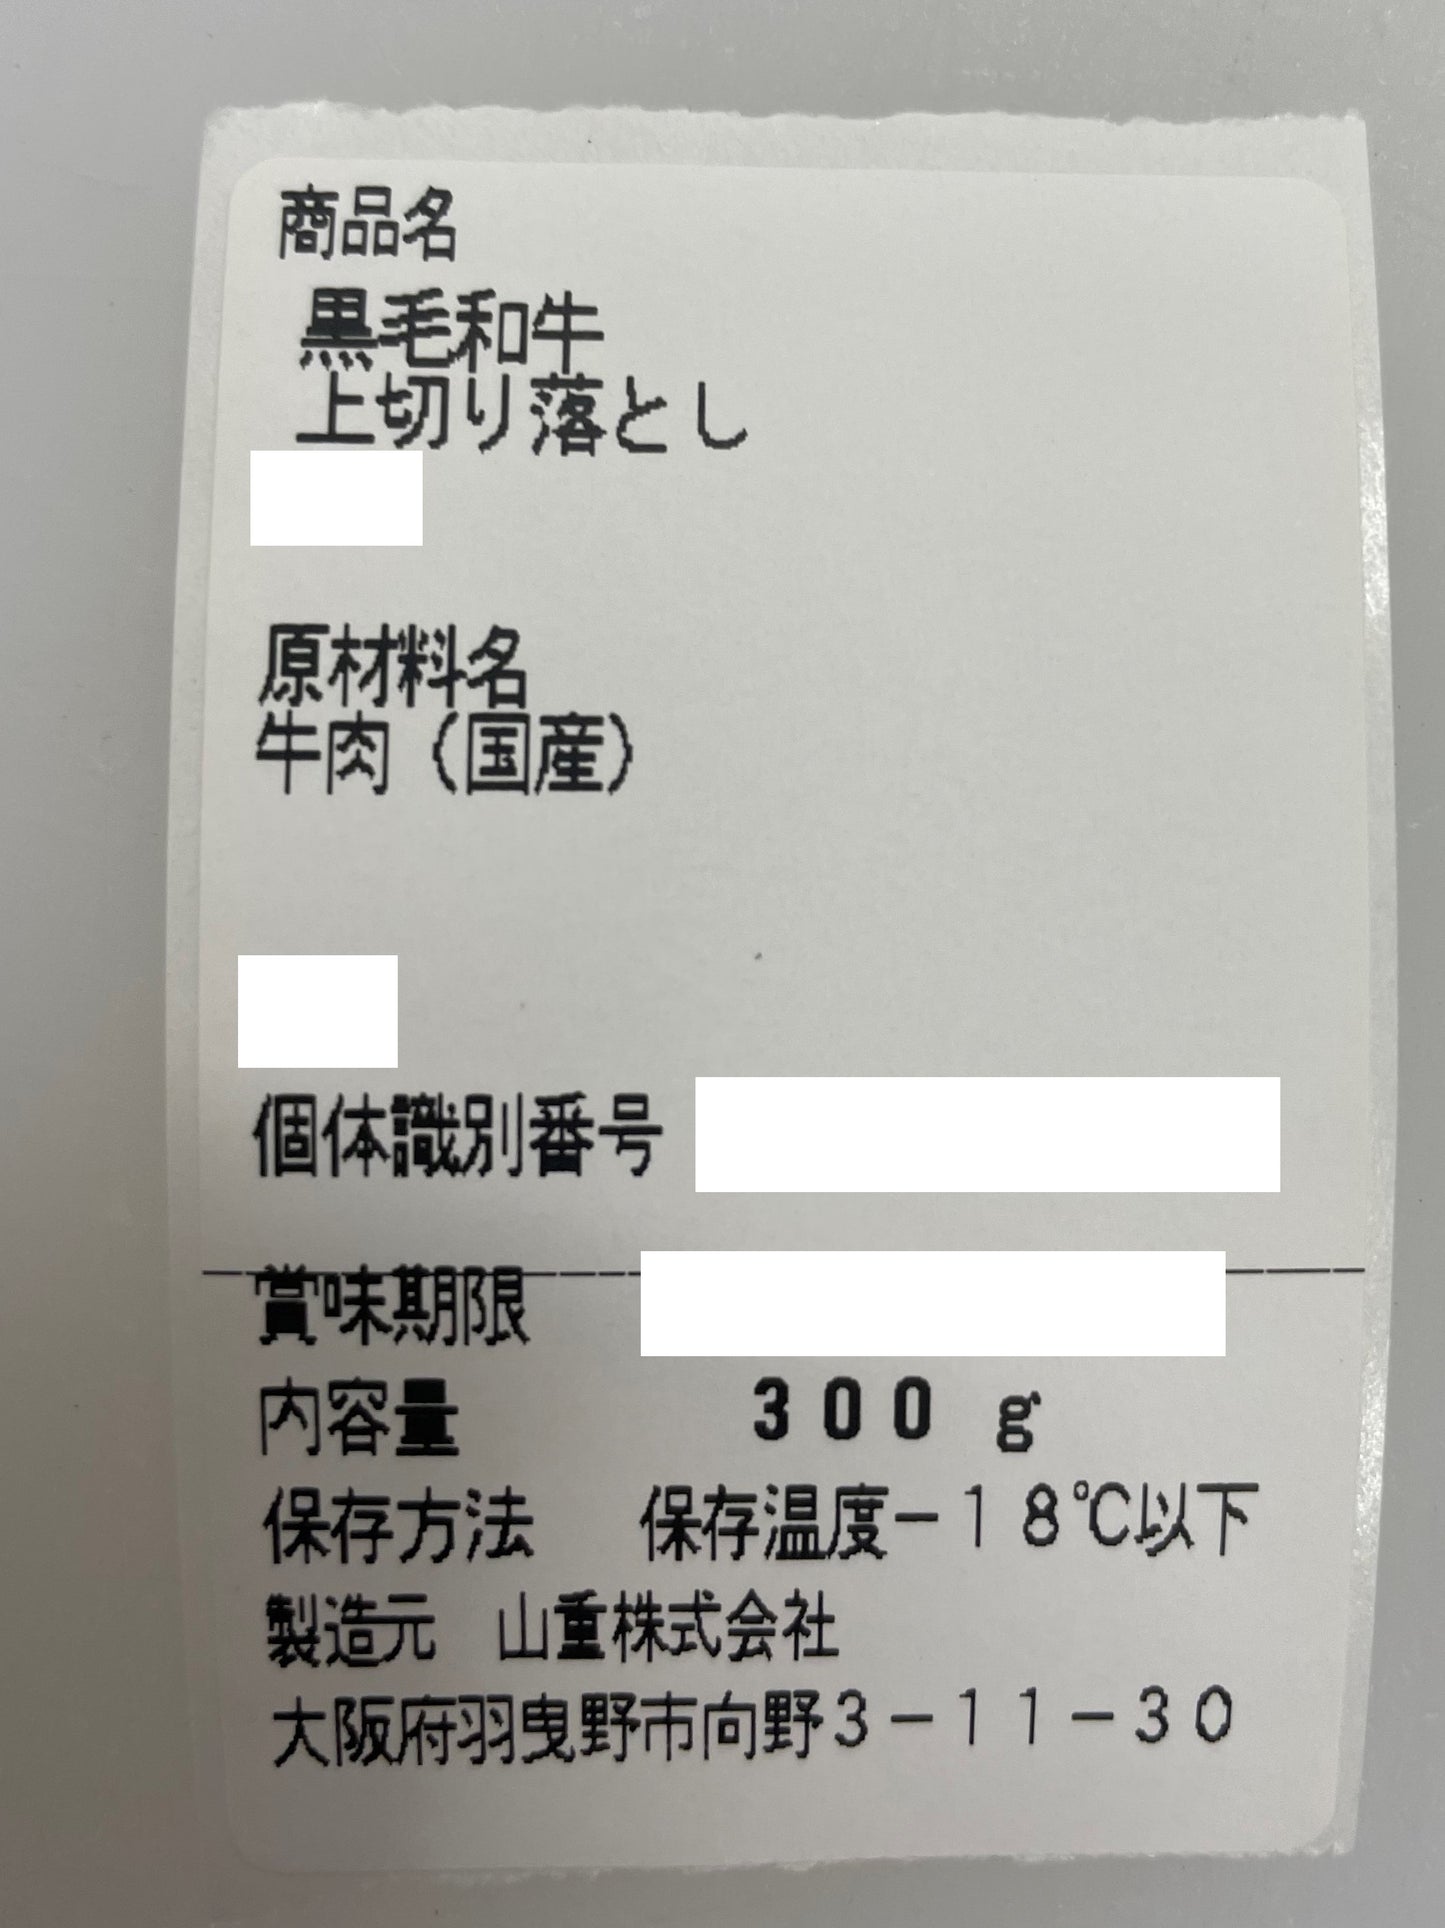 商品名
黒毛和牛
上切り落とし
原材料名
牛肉（国産）
個体識別番号
賞味期限
内容量 300 g
保存方法 保存温度－18℃以下
製造元 山重株式会社
大阪府羽曳野市向野3－11－30